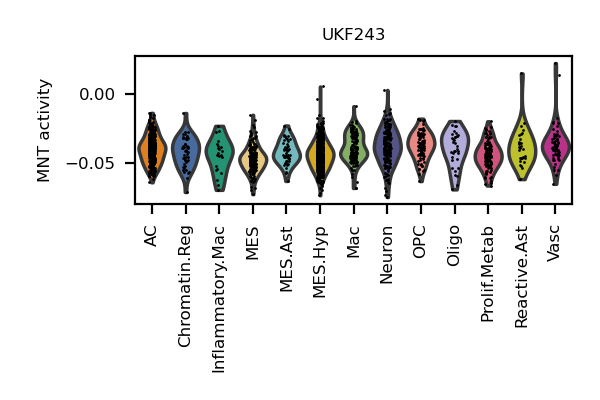 UKF243
MNT activity
0.00
−0.05
AC
Chromatin.Reg
Inflammatory.Mac
MES
MES.Ast
MES.Hyp
Mac
Neuron
OPC
Oligo
Prolif.Metab
Reactive.Ast
Vasc